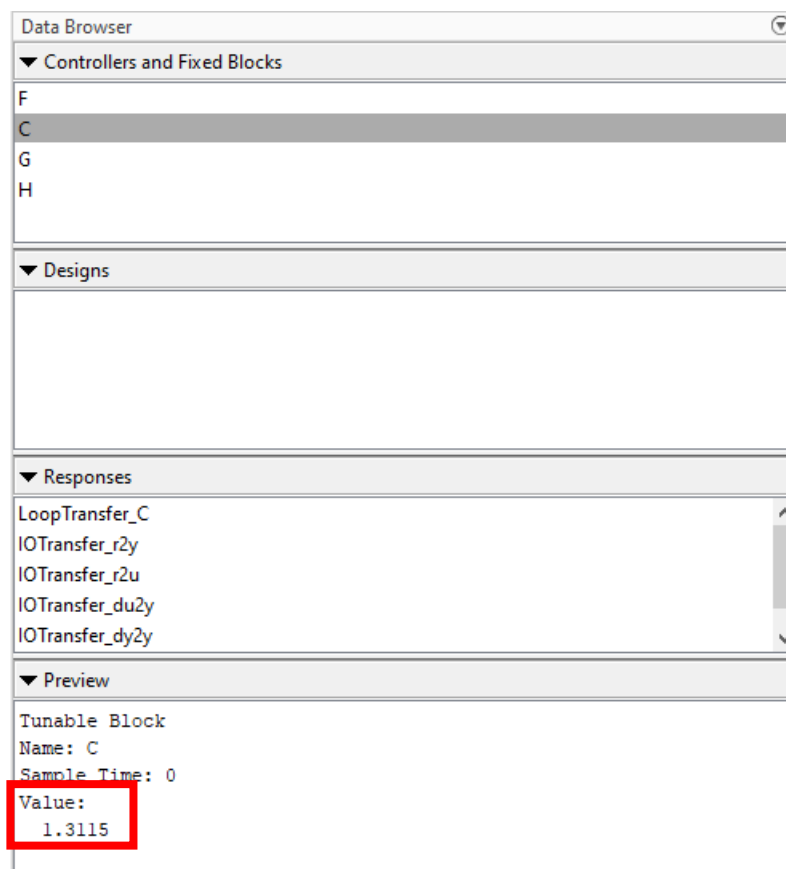 Data Browser
Controllers and Fixed Blocks
F
C
G
H
Designs
Responses
LoopTransfer_C
IOTransfer_r2y
IOTransfer_r2u
IOTransfer_du2y
IOTransfer_dy2y
Preview
Tunable Block
Name: C
Sample Time: 0
Value:
1.3115